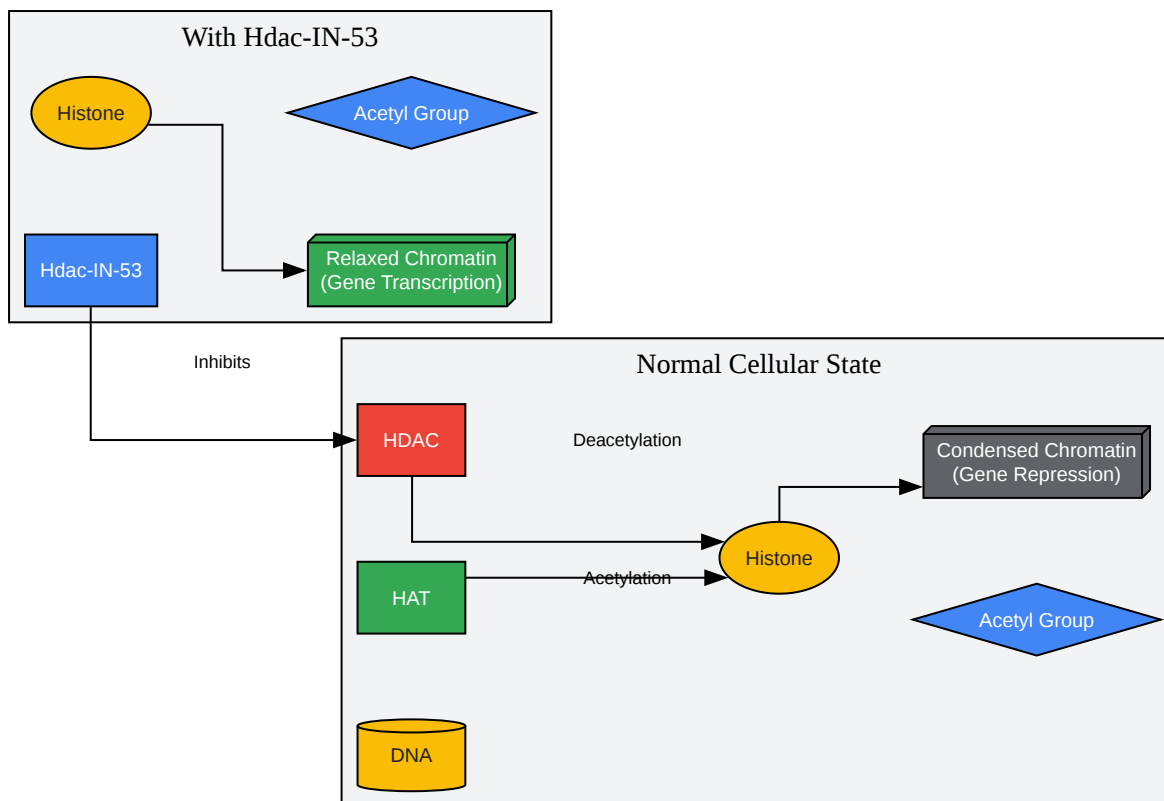 With Hdac-IN-53
Histone
Acetyl Group
Hdac-IN-53
Relaxed Chromatin
(Gene Transcription)
Inhibits
Normal Cellular State
HDAC
Deacetylation
Condensed Chromatin
(Gene Repression)
Histone
Acetylation
HAT
Acetyl Group
DNA